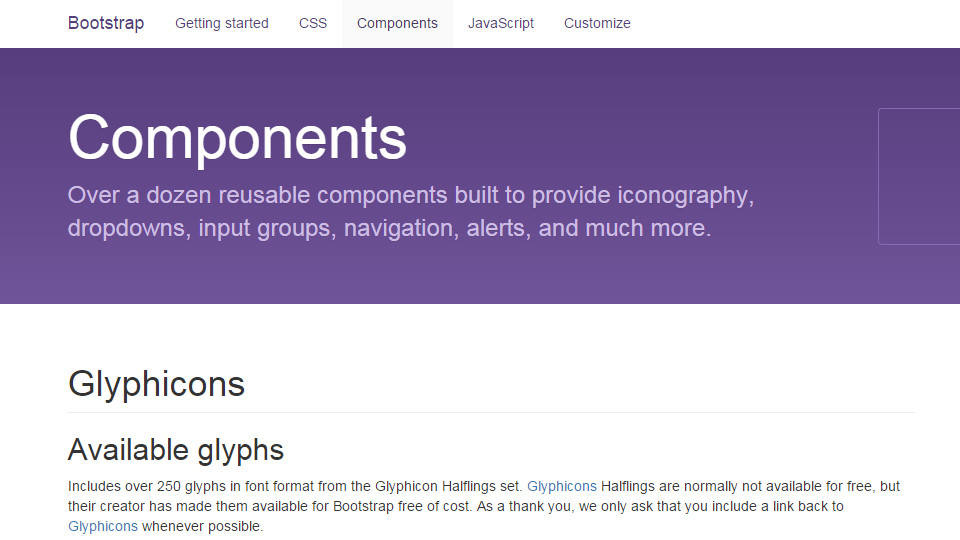 Bootstrap Getting started CSS Components JavaScript Customize
Components
Over a dozen reusable components built to provide iconography,
dropdowns, input groups, navigation, alerts, and much more.
Glyphicons
Available glyphs
Includes over 250 glyphs in font format from the Glyphicon Halflings set. Glyphicons Halflings are normally not available for free, but
their creator has made them available for Bootstrap free of cost. As a thank you, we only ask that you include a link back to
Glyphicons whenever possible.